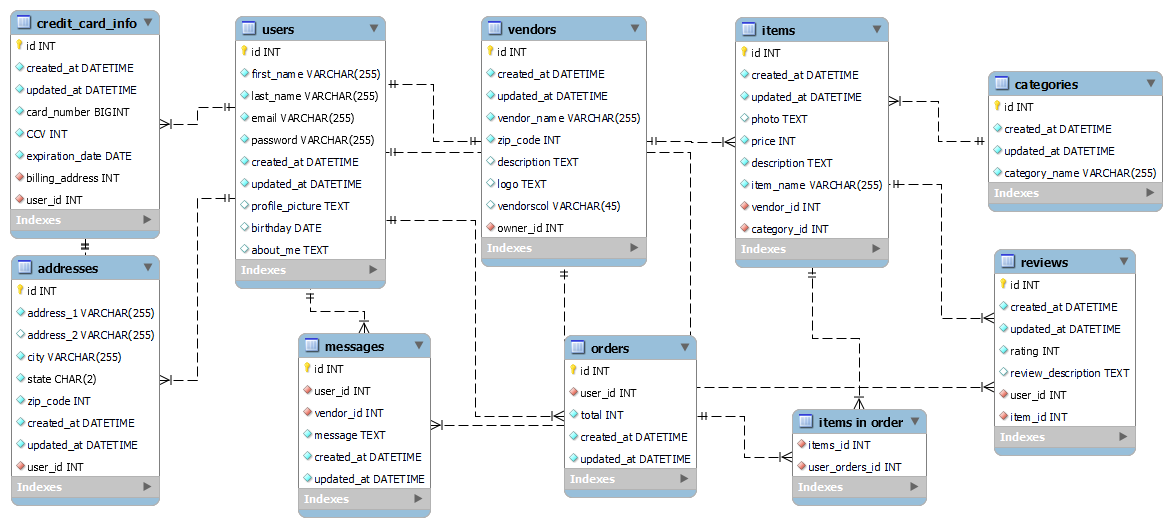 credit_card_info
id INT
created_at DATETIME
updated_at DATETIME
card_number BIGINT
CCV INT
expiration_date DATE
billing_address INT
user_id INT
Indexes
users
id INT
first_name VARCHAR(255)
last_name VARCHAR(255)
email VARCHAR(255)
password VARCHAR(255)
created_at DATETIME
updated_at DATETIME
profile_picture TEXT
birthday DATE
about_me TEXT
Indexes
vendors
id INT
created_at DATETIME
updated_at DATETIME
vendor_name VARCHAR(255)
zip_code INT
description TEXT
logo TEXT
vendorscol VARCHAR(45)
owner_id INT
Indexes
items
id INT
created_at DATETIME
updated_at DATETIME
photo TEXT
price INT
description TEXT
item_name VARCHAR(255)
vendor_id INT
category_id INT
Indexes
categories
id INT
created_at DATETIME
updated_at DATETIME
category_name VARCHAR(255)
Indexes
addresses
id INT
address_1 VARCHAR(255)
address_2 VARCHAR(255)
city VARCHAR(255)
state CHAR(2)
zip_code INT
created_at DATETIME
updated_at DATETIME
user_id INT
Indexes
messages
id INT
user_id INT
vendor_id INT
message TEXT
created_at DATETIME
updated_at DATETIME
Indexes
orders
id INT
user_id INT
total INT
created_at DATETIME
updated_at DATETIME
Indexes
items in order
items_id INT
user_orders_id INT
Indexes
reviews
id INT
created_at DATETIME
updated_at DATETIME
rating INT
review_description TEXT
user_id INT
item_id INT
Indexes